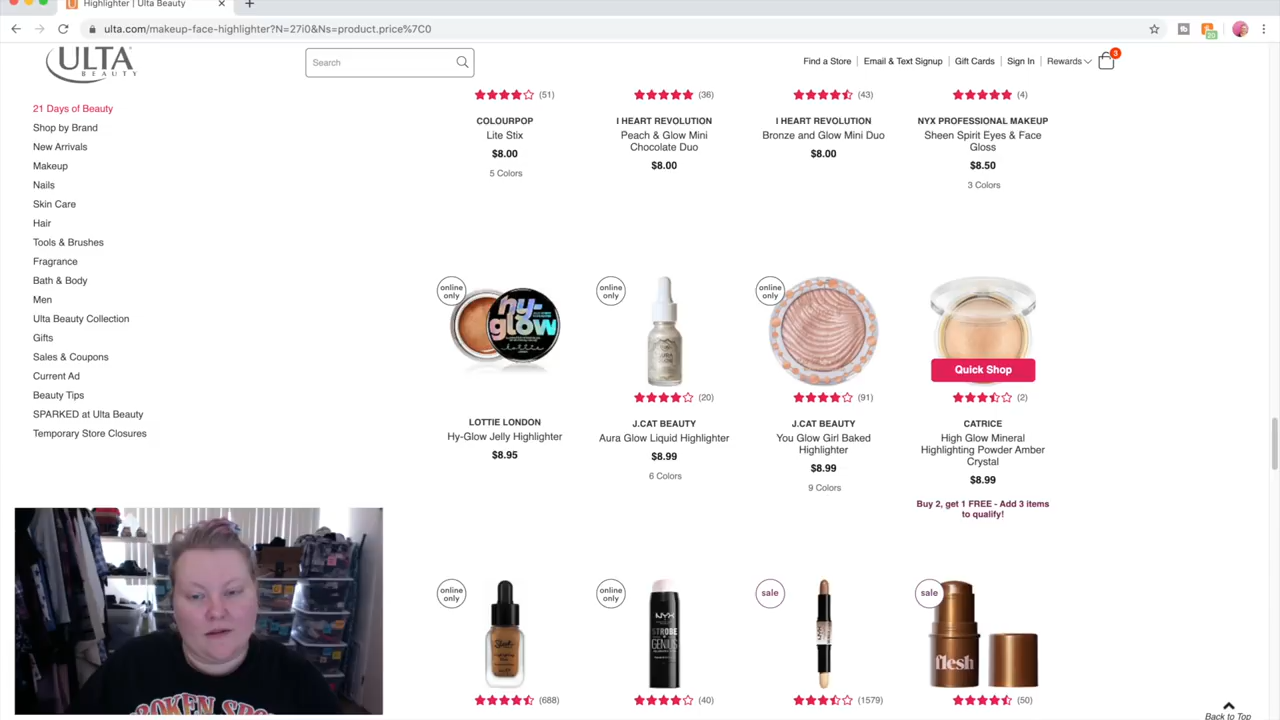 Highlighter | Ulta Beauty
ulta.com/makeup-face-highlighter?N=27i0&Ns=product.price%7C0
20
ULTA
BEAUTY
Search
Find a Store
Email & Text Signup
Gift Cards
Sign In
Rewards
3
21 Days of Beauty
Shop by Brand
New Arrivals
Makeup
Nails
Skin Care
Hair
Tools & Brushes
Fragrance
Bath & Body
Men
Ulta Beauty Collection
Gifts
Sales & Coupons
Current Ad
Beauty Tips
SPARKED at Ulta Beauty
Temporary Store Closures
(51)
COLOURPOP
Lite Stix
$8.00
5 Colors
(36)
I HEART REVOLUTION
Peach & Glow Mini
Chocolate Duo
$8.00
(43)
I HEART REVOLUTION
Bronze and Glow Mini Duo
$8.00
(4)
NYX PROFESSIONAL MAKEUP
Sheen Spirit Eyes & Face
Gloss
$8.50
3 Colors
online
only
hy-
glow
LOTTIE LONDON
Hy-Glow Jelly Highlighter
$8.95
online
only
(20)
J.CAT BEAUTY
Aura Glow Liquid Highlighter
$8.99
6 Colors
online
only
(91)
J.CAT BEAUTY
You Glow Girl Baked
Highlighter
$8.99
9 Colors
Quick Shop
(2)
CATRICE
High Glow Mineral
Highlighting Powder Amber
Crystal
$8.99
Buy 2, get 1 FREE - Add 3 items
to qualify!
online
only
(688)
online
only
NYX
STROBE
GENIUS
(40)
sale
NYX
(1579)
sale
flesh
(50)
Back to Top